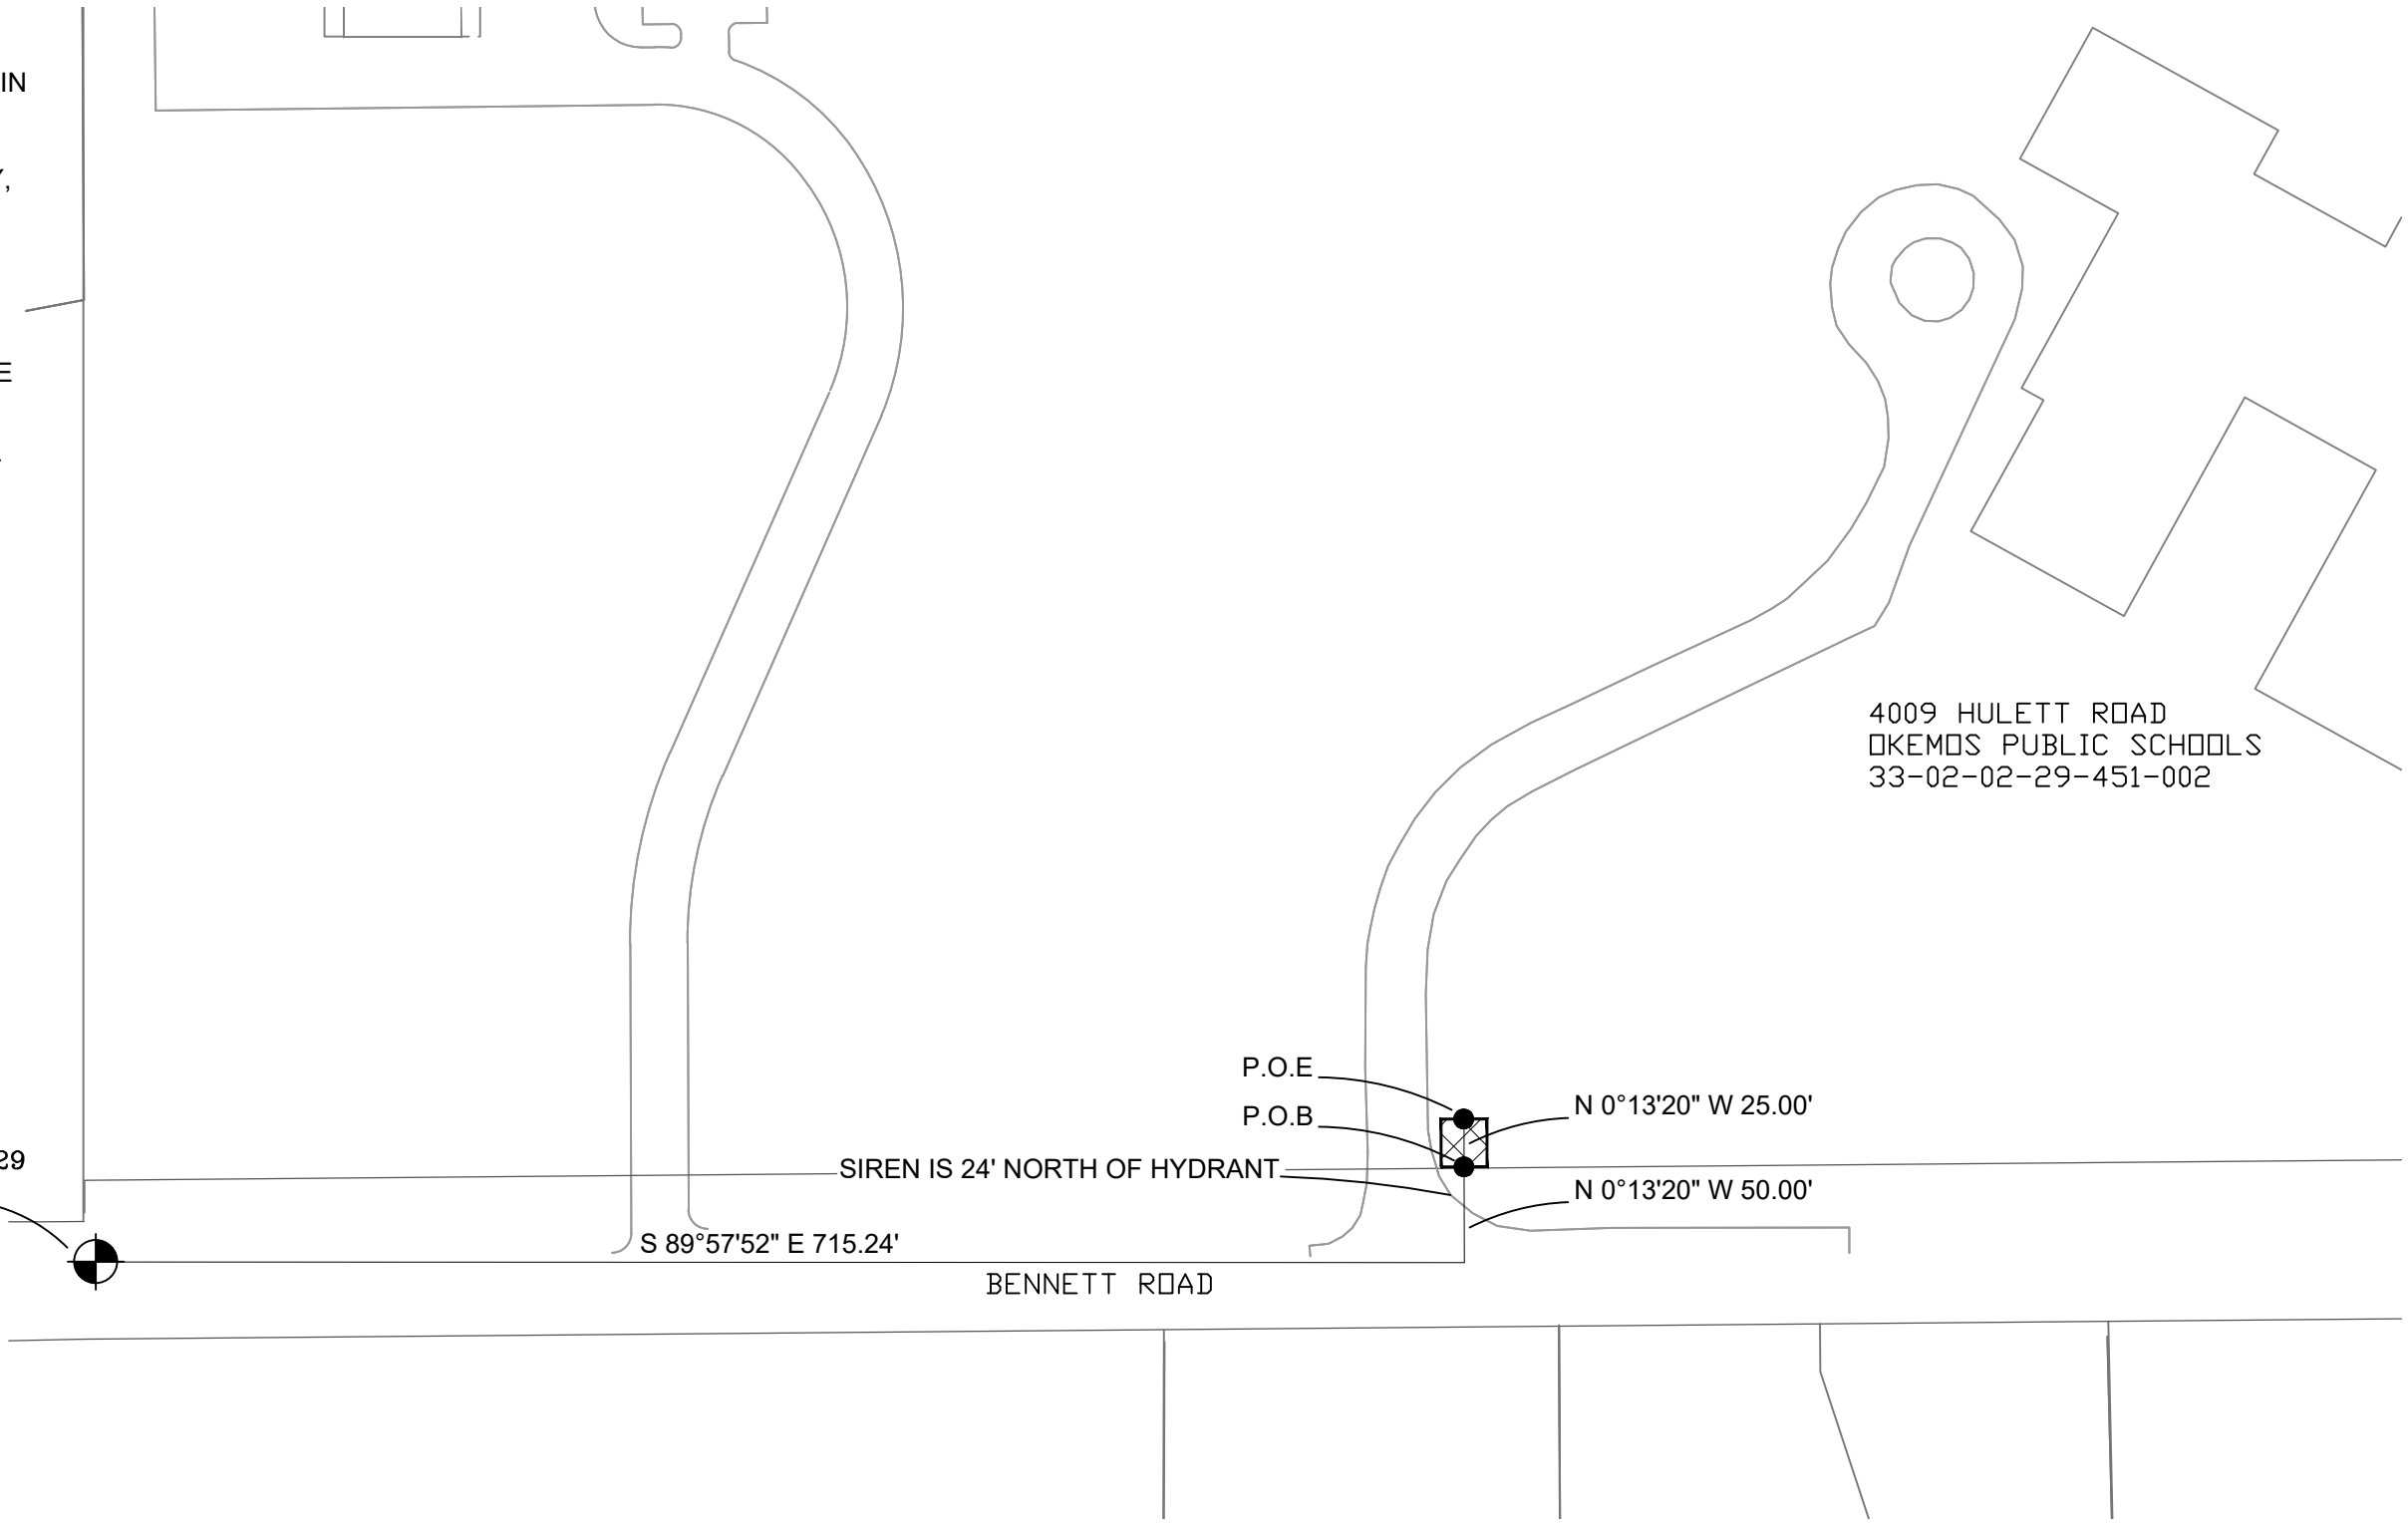 IN
Y,
E
4009 HULETT ROAD
OKEMOS PUBLIC SCHOOLS
33-02-02-29-451-002
P.O.E
N 0°13'20" W 25.00'
P.O.B
29
SIREN IS 24' NORTH OF HYDRANT
N 0°13'20" W 50.00'
S 89°57'52" E 715.24'
BENNETT ROAD